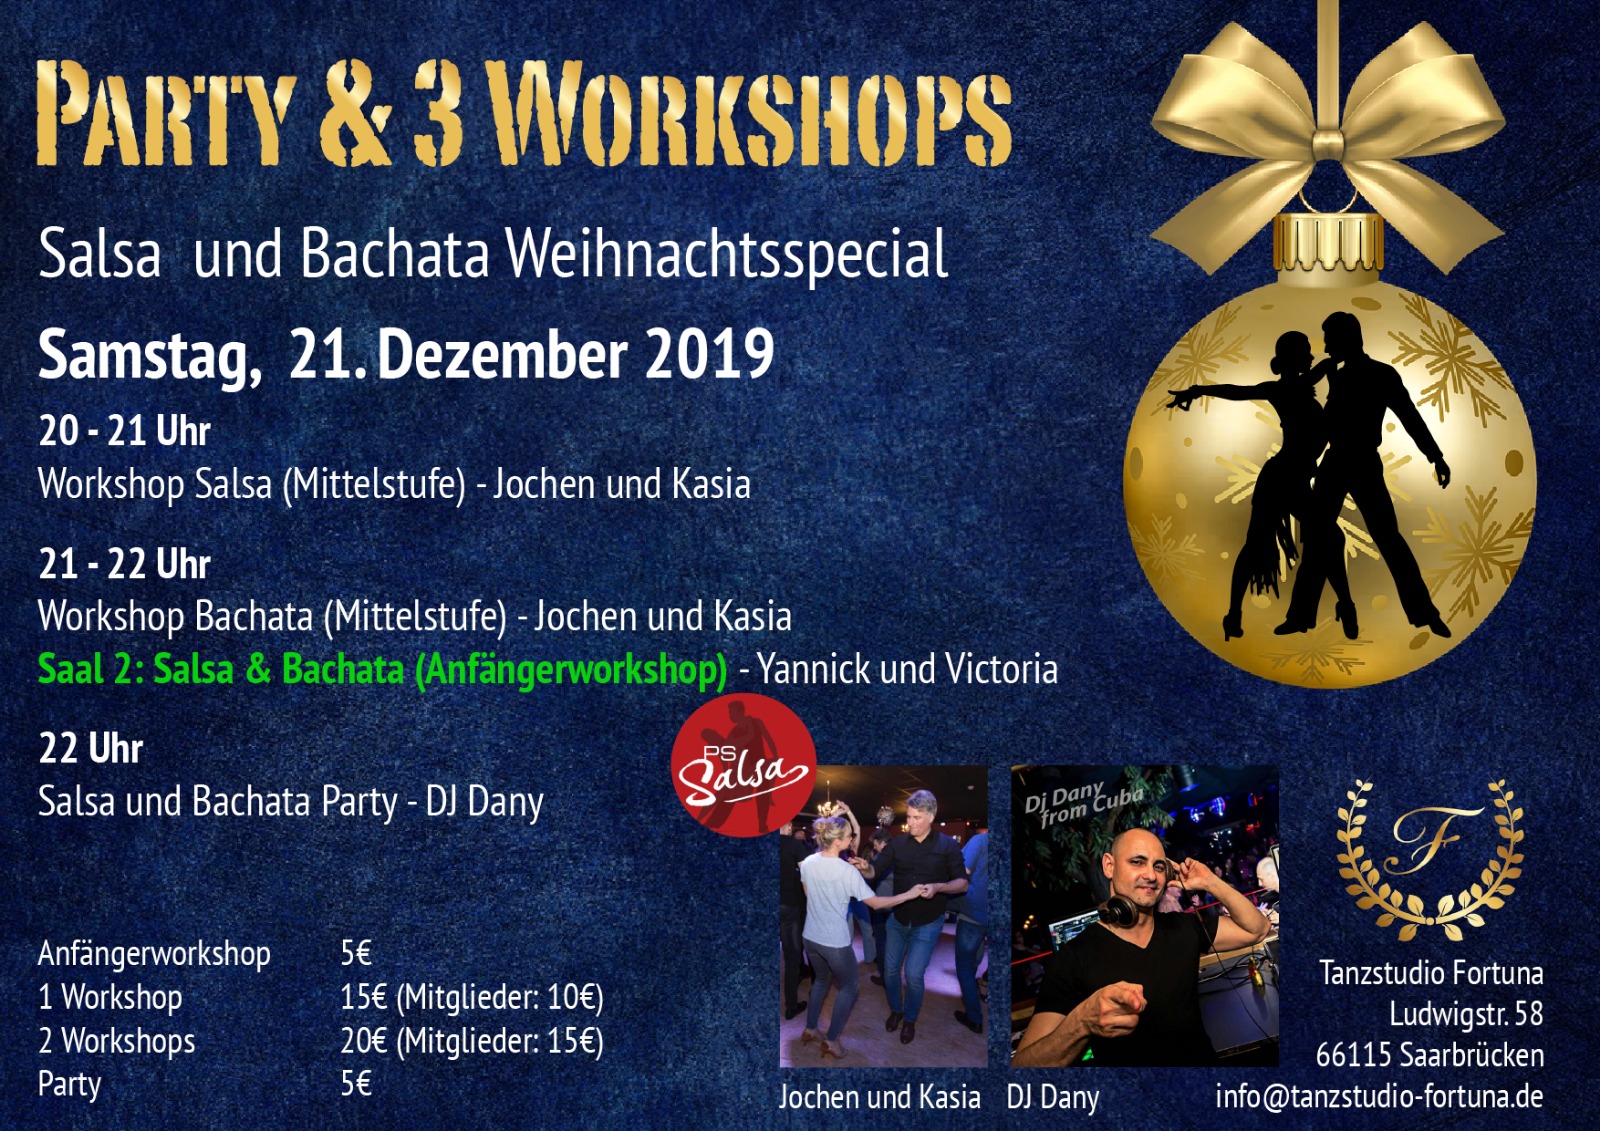 PARTY & 3 WORKSHOPS
Salsa und Bachata Weihnachtsspecial
Samstag, 21. Dezember 2019
20 - 21 Uhr
Workshop Salsa (Mittelstufe) - Jochen und Kasia
21 - 22 Uhr
Workshop Bachata (Mittelstufe) - Jochen und Kasia
Saal 2: Salsa & Bachata (Anfängerworkshop) - Yannick und Victoria
22 Uhr
Salsa und Bachata Party - DJ Dany
Anfängerworkshop 5€
1 Workshop 15€ (Mitglieder: 10€)
2 Workshops 20€ (Mitglieder: 15€)
Party 5€
PS
Salsa
Jochen und Kasia
Dj Dany
from Cuba
DJ Dany
F
Tanzstudio Fortuna
Ludwigstr. 58
66115 Saarbrücken
info@tanzstudio-fortuna.de